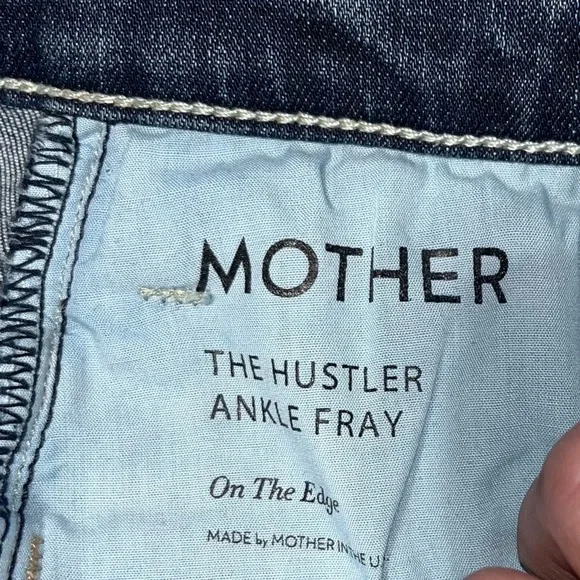 MOTHER
THE HUSTLER
ANKLE FRAY
On The Edge
MADE by MOTHER IN THE U